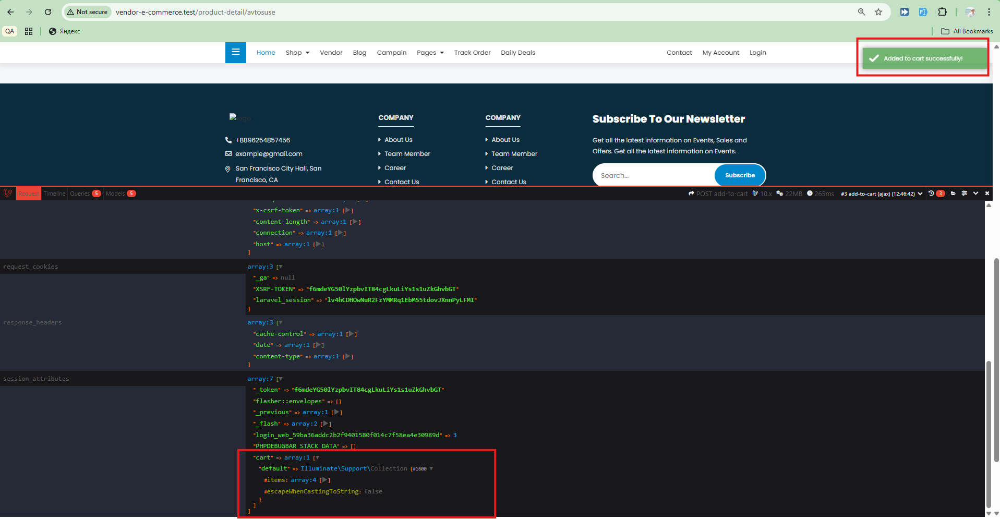 Not secure vendor-e-commerce.test/product-detail/avtosuse
QA Яндекс All Bookmarks
Home Shop Vendor Blog Campain Pages Track Order Daily Deals Contact My Account Login
Added to cart successfully!
logo COMPANY COMPANY Subscribe To Our Newsletter
+8896254857456 About Us About Us Get all the latest information on Events, Sales and
Offers. Get all the latest information on Events.
example@gmail.com Team Member Team Member
San Francisco City Hall, San Career Career Search... Subscribe
Francisco, CA Contact Us Contact Us
Request Timeline Queries 5 Models 5 POST add-to-cart 10.x 22MB 265ms #3 add-to-cart (ajax) (12:46:42) 3
"x-csrf-token" => array:1 [▶]
"content-length" => array:1 [▶]
"connection" => array:1 [▶]
"host" => array:1 [▶]
]
request_cookies array:3 [▼
"_ga" => null
"XSRF-TOKEN" => "f6mdeYG50lYzpbvIT84cgLkuLiYs1s1uZkGhvbGT"
"laravel_session" => "lv4hCDHOwNuR2FzYMMRq1EbMS5tdovJXnnPyLFMI"
]
response_headers array:3 [▼
"cache-control" => array:1 [▶]
"date" => array:1 [▶]
"content-type" => array:1 [▶]
]
session_attributes array:7 [▼
"_token" => "f6mdeYG50lYzpbvIT84cgLkuLiYs1s1uZkGhvbGT"
"flasher::envelopes" => []
"_previous" => array:1 [▶]
"_flash" => array:2 [▶]
"login_web_59ba36addc2b2f9401580f014c7f58ea4e30989d" => 3
"PHPDEBUGBAR_STACK_DATA" => []
"cart" => array:1 [▼
"default" => Illuminate\Support\Collection {#1600 ▼
#items: array:4 [▶]
#escapeWhenCastingToString: false
}
]
]